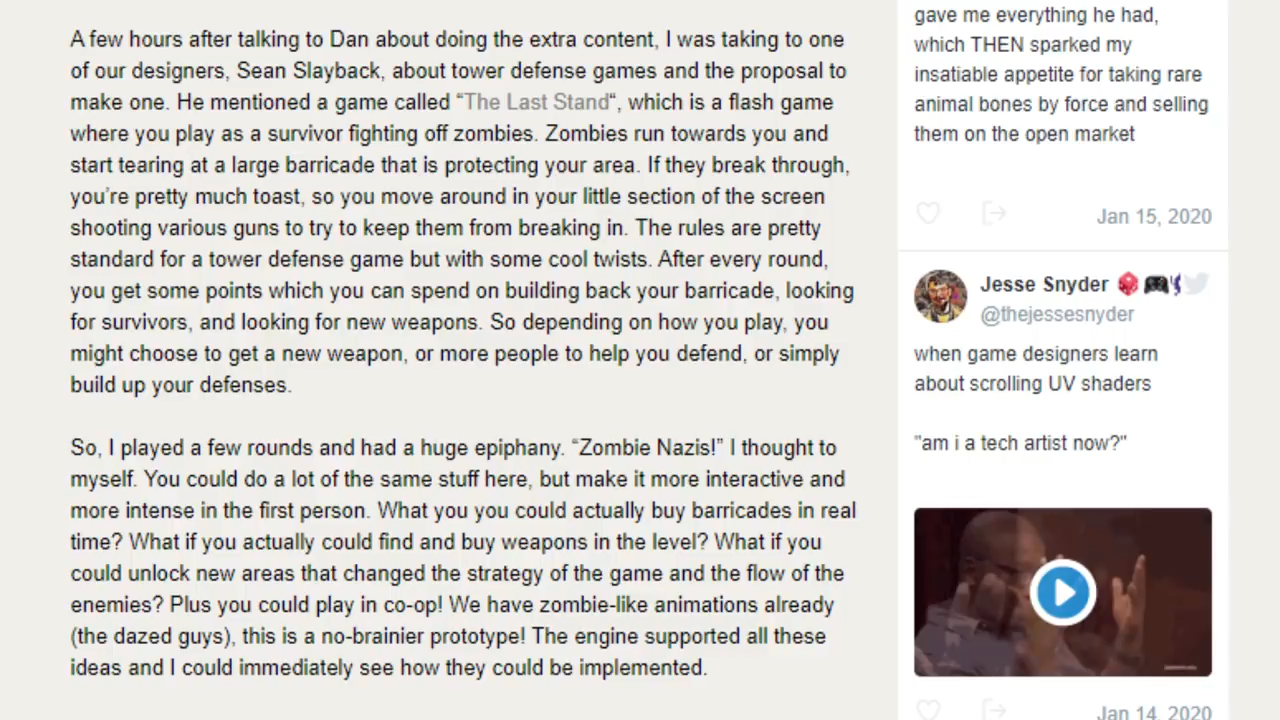 A few hours after talking to Dan about doing the extra content, I was taking to one
of our designers, Sean Slayback, about tower defense games and the proposal to
make one. He mentioned a game called “The Last Stand“, which is a flash game
where you play as a survivor fighting off zombies. Zombies run towards you and
start tearing at a large barricade that is protecting your area. If they break through,
you’re pretty much toast, so you move around in your little section of the screen
shooting various guns to try to keep them from breaking in. The rules are pretty
standard for a tower defense game but with some cool twists. After every round,
you get some points which you can spend on building back your barricade, looking
for survivors, and looking for new weapons. So depending on how you play, you
might choose to get a new weapon, or more people to help you defend, or simply
build up your defenses.
So, I played a few rounds and had a huge epiphany. “Zombie Nazis!” I thought to
myself. You could do a lot of the same stuff here, but make it more interactive and
more intense in the first person. What you you could actually buy barricades in real
time? What if you actually could find and buy weapons in the level? What if you
could unlock new areas that changed the strategy of the game and the flow of the
enemies? Plus you could play in co-op! We have zombie-like animations already
(the dazed guys), this is a no-brainier prototype! The engine supported all these
ideas and I could immediately see how they could be implemented.
gave me everything he had,
which THEN sparked my
insatiable appetite for taking rare
animal bones by force and selling
them on the open market
Jan 15, 2020
Jesse Snyder
@thejessesnyder
when game designers learn
about scrolling UV shaders
"am i a tech artist now?"
Jan 14, 2020